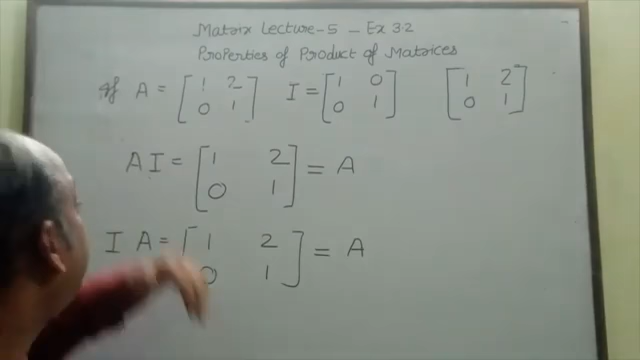 Matrix Lecture-5 - Ex 3.2
Properties of Product of Matrices
If A = [1 2 I = [1 0 [1 2
0 1] 0 1] 0 1]
A I = [1 2
0 1] = A
I A = [1 2
0 1] = A